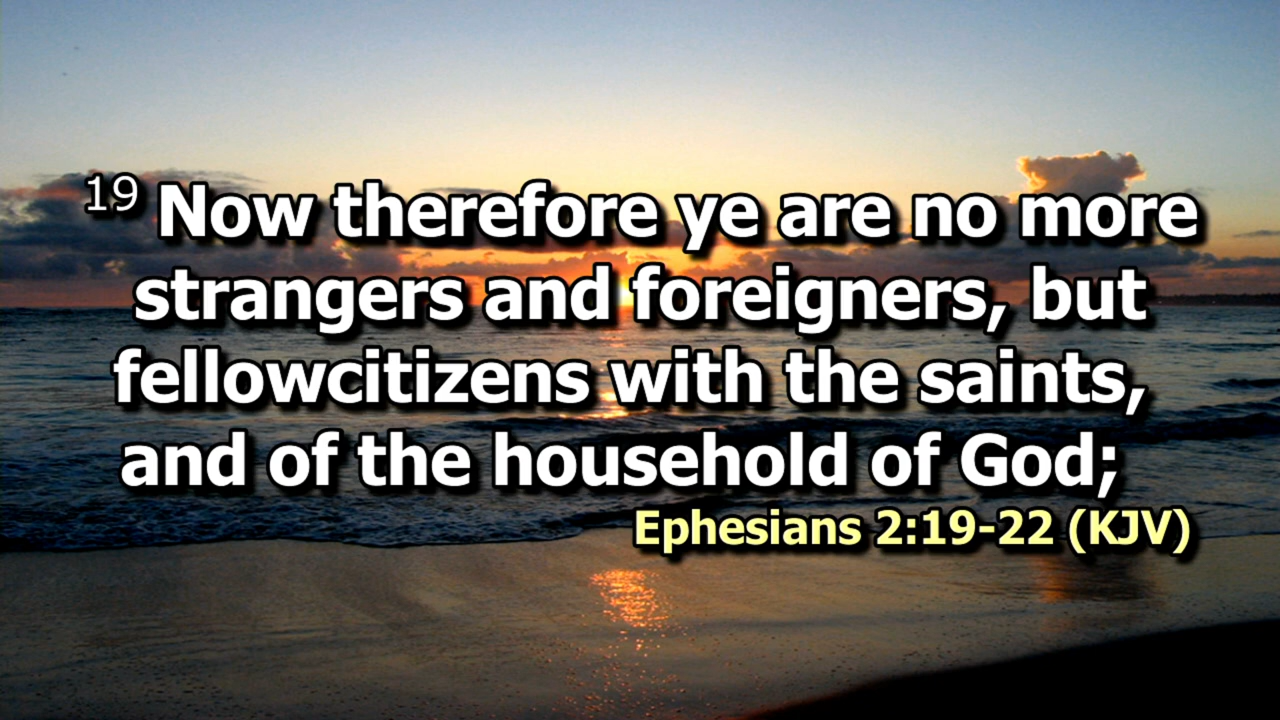 19 Now therefore ye are no more
strangers and foreigners, but
fellowcitizens with the saints,
and of the household of God;
Ephesians 2:19-22 (KJV)